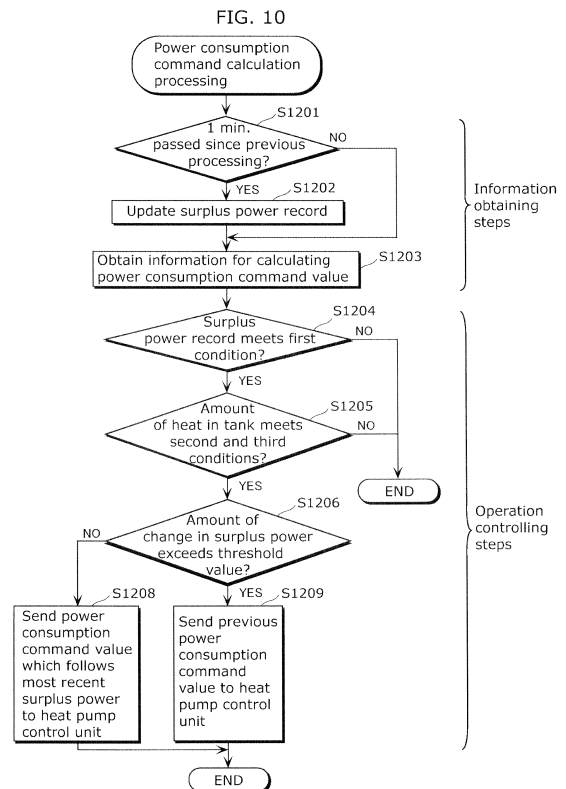 FIG. 10
Power consumption
command calculation
processing
S1201
1 min.
passed since previous
processing?
NO
YES
S1202
Update surplus power record
Information
obtaining
steps
S1203
Obtain information for calculating
power consumption command value
S1204
Surplus
power record meets first
condition?
NO
YES
S1205
Amount
of heat in tank meets
second and third
conditions?
NO
YES
END
S1206
Amount of
change in surplus power
exceeds threshold
value?
NO
YES
Operation
controlling
steps
S1208
Send power
consumption
command value
which follows
most recent
surplus power
to heat pump
control unit
S1209
Send previous
power
consumption
command
value to heat
pump control
unit
END